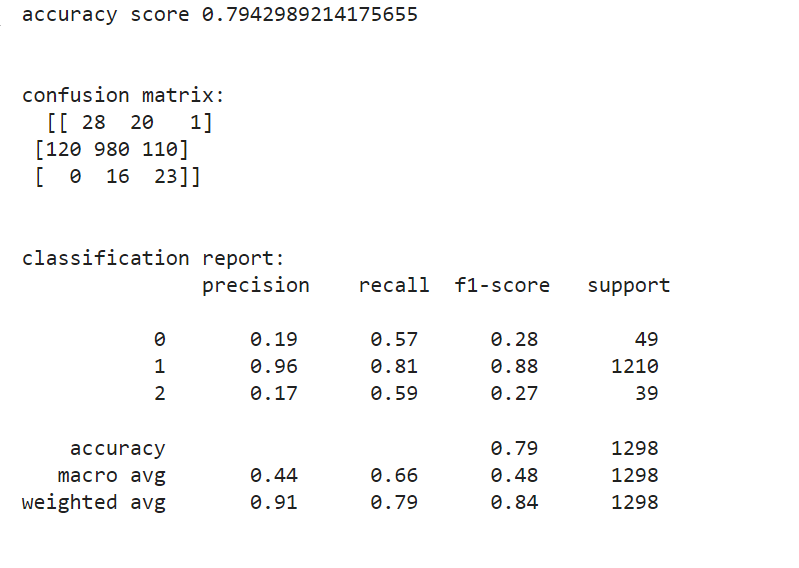 accuracy score 0.7942989214175655
confusion matrix:
[[ 28 20 1]
[120 980 110]
[ 0 16 23]]
classification report:
precision recall f1-score support
0 0.19 0.57 0.28 49
1 0.96 0.81 0.88 1210
2 0.17 0.59 0.27 39
accuracy 0.79 1298
macro avg 0.44 0.66 0.48 1298
weighted avg 0.91 0.79 0.84 1298